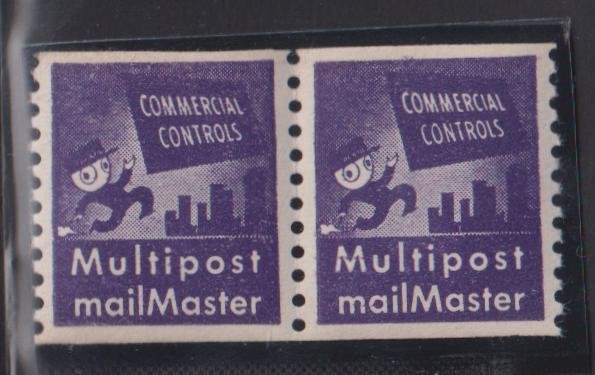 COMMERCIAL
CONTROLS
Multipost
mailMaster
COMMERCIAL
CONTROLS
Multipost
mailMaster